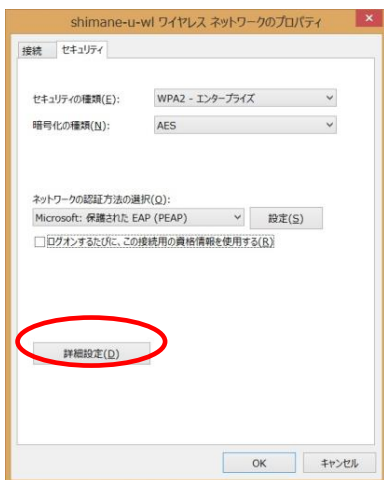 shimane-u-wl ワイヤレス ネットワークのプロパティ
接続 セキュリティ
セキュリティの種類(E): WPA2 - エンタープライズ
暗号化の種類(N): AES
ネットワークの認証方法の選択(O):
Microsoft: 保護された EAP (PEAP) 設定(S)
ログオンするたびに、この接続用の資格情報を使用する(R)
詳細設定(D)
OK キャンセル